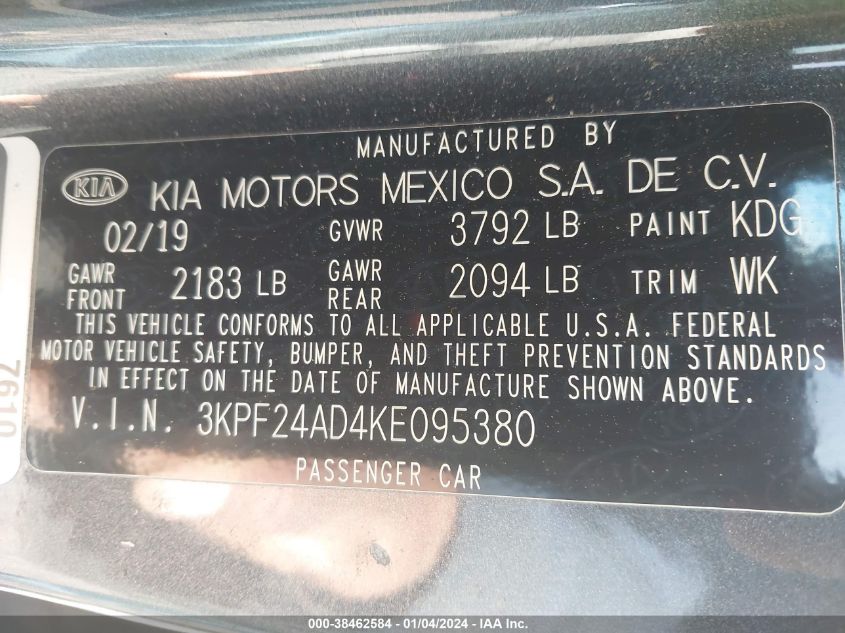 MANUFACTURED BY
KIA KIA MOTORS MEXICO S.A. DE C.V.
02/19 GVWR 3792 LB PAINT KDG
GAWR FRONT 2183 LB GAWR REAR 2094 LB TRIM WK
THIS VEHICLE CONFORMS TO ALL APPLICABLE U.S.A. FEDERAL
MOTOR VEHICLE SAFETY, BUMPER, AND THEFT PREVENTION STANDARDS
IN EFFECT ON THE DATE OF MANUFACTURE SHOWN ABOVE.
V.I.N. 3KPF24AD4KE095380
PASSENGER CAR
7610
000-38462584 - 01/04/2024 - IAA, Inc.